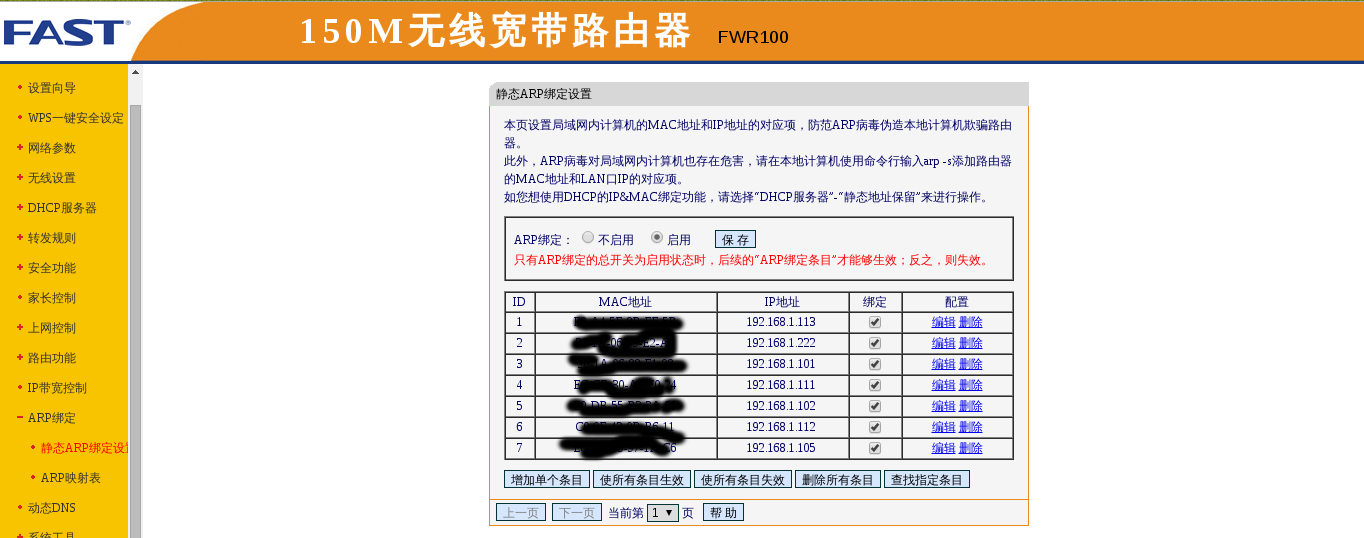 FAST®
150M无线宽带路由器 FWR100
设置向导
WPS一键安全设定
网络参数
无线设置
DHCP服务器
转发规则
安全功能
家长控制
上网控制
路由功能
IP带宽控制
ARP绑定
静态ARP绑定设置
ARP映射表
动态DNS
系统工具
静态ARP绑定设置
本页设置局域网内计算机的MAC地址和IP地址的对应项，防范ARP病毒伪造本地计算机欺骗路由
器。
此外，ARP病毒对局域网内计算机也存在危害，请在本地计算机使用命令行输入arp -s添加路由器
的MAC地址和LAN口IP的对应项。
如您想使用DHCP的IP&MAC绑定功能，请选择“DHCP服务器”-“静态地址保留”来进行操作。
ARP绑定： 不启用 启用 保 存
只有ARP绑定的总开关为启用状态时，后续的“ARP绑定条目”才能够生效；反之，则失效。
ID MAC地址 IP地址 绑定 配置
1 192.168.1.113 编辑 删除
2 192.168.1.222 编辑 删除
3 192.168.1.101 编辑 删除
4 192.168.1.111 编辑 删除
5 192.168.1.102 编辑 删除
6 192.168.1.112 编辑 删除
7 192.168.1.105 编辑 删除
增加单个条目 使所有条目生效 使所有条目失效 删除所有条目 查找指定条目
上一页 下一页 当前第 1 页 帮 助